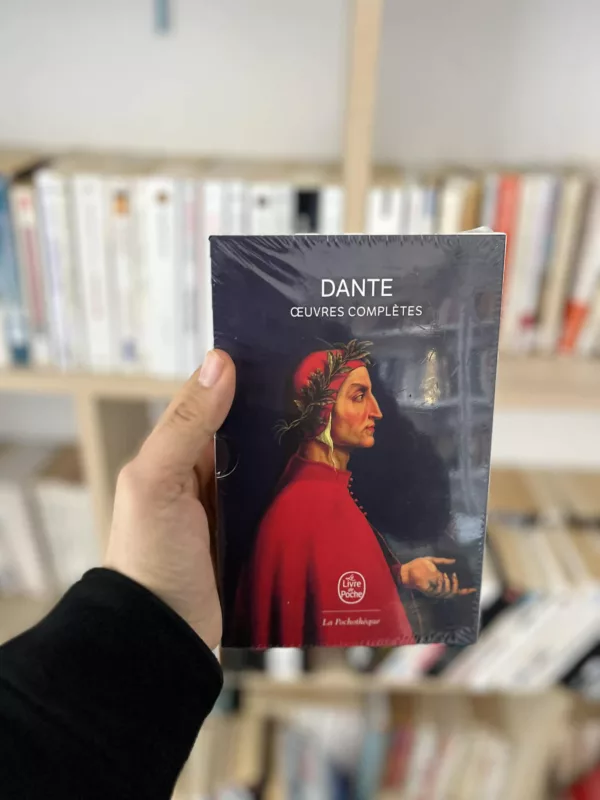 DANTE
ŒUVRES COMPLÈTES
Le
Livre
de
Poche
La Pochothèque